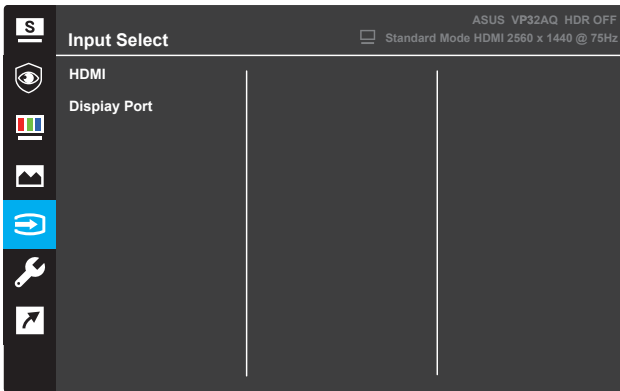 S
ASUS VP32AQ HDR OFF
Input Select
Standard Mode HDMI 2560 x 1440 @ 75Hz
HDMI
Display Port